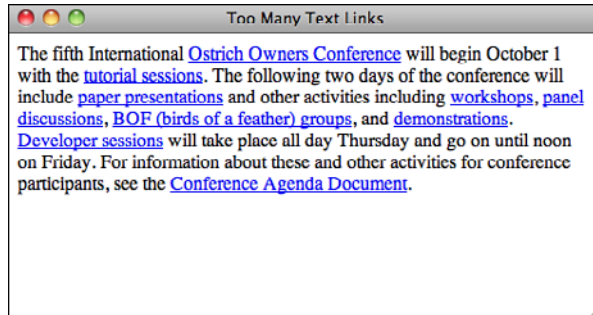 Too Many Text Links
The fifth International Ostrich Owners Conference will begin October 1
with the tutorial sessions. The following two days of the conference will
include paper presentations and other activities including workshops, panel
discussions, BOF (birds of a feather) groups, and demonstrations.
Developer sessions will take place all day Thursday and go on until noon
on Friday. For information about these and other activities for conference
participants, see the Conference Agenda Document.